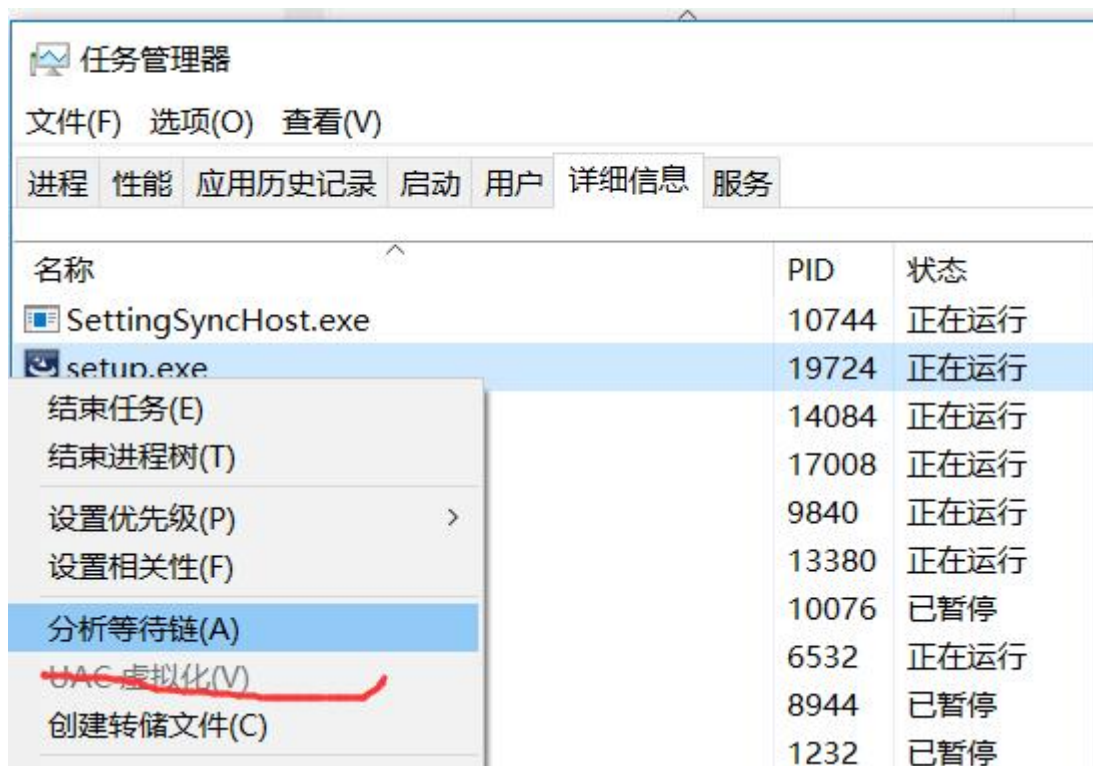 任务管理器
文件(F) 选项(O) 查看(V)
进程 性能 应用历史记录 启动 用户 详细信息 服务
名称 PID 状态
SettingSyncHost.exe 10744 正在运行
setup.exe 19724 正在运行
结束任务(E) 14084 正在运行
结束进程树(T) 17008 正在运行
设置优先级(P) 9840 正在运行
设置相关性(F) 13380 正在运行
分析等待链(A) 10076 已暂停
UAC 虚拟化(V) 6532 正在运行
创建转储文件(C) 8944 已暂停
1232 已暂停